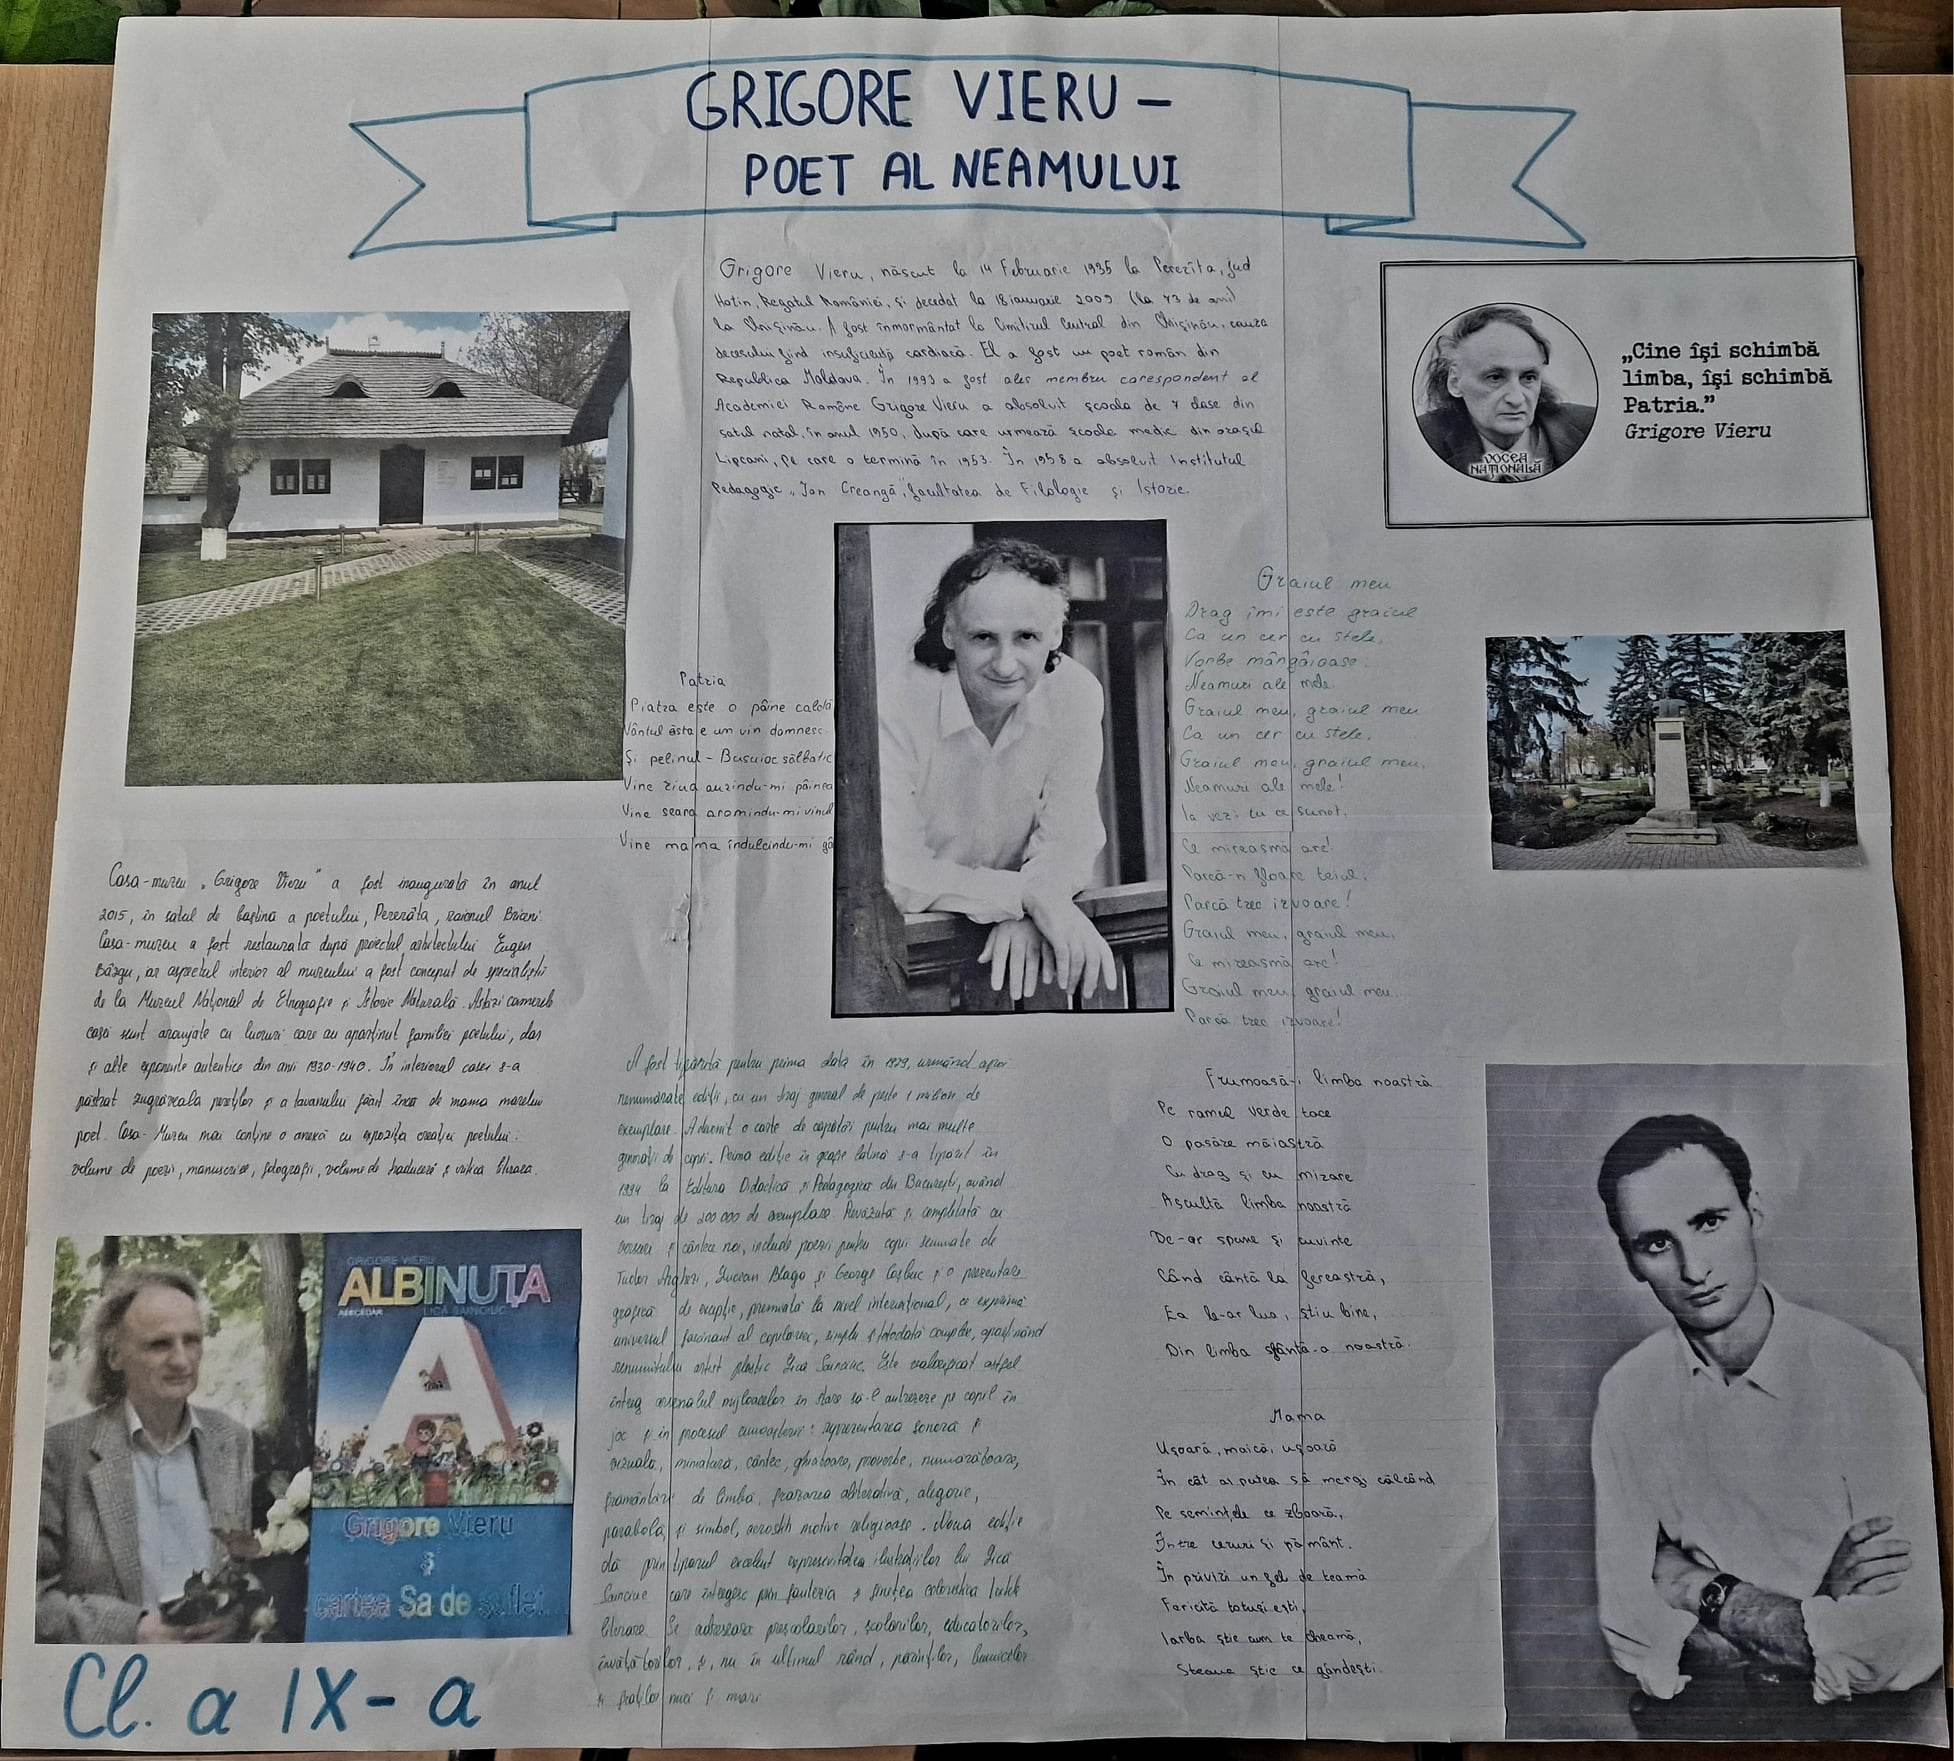 GRIGORE VIERU –
POET AL NEAMULUI
Grigore Vieru, născut la 14 Februarie 1935 la Pererîta, jud
Hotin, Regatul României, și decedat la 18 ianuarie 2009 (la 73 de ani)
la Chișinău. A fost înmormântat la Cimitirul Central din Chișinău, cauza
decesului fiind insuficiență cardiacă. El a fost un poet român din
Republica Moldova. În 1993 a fost ales membru corespondent al
Academiei Române Grigore Vieru a absolvit școala de 7 clase din
satul natal, în anul 1950, după care urmează școala medie din orașul
Lipcani, pe care o termină în 1953. În 1958 a absolvit Institutul
Pedagogic „Ion Creangă", facultatea de Filologie și Istorie.
„Cine își schimbă
limba, își schimbă
Patria.”
Grigore Vieru
VOCEA
NAȚIONALĂ
Patria
Piatra este o pâine caldă
Vântul ăsta e un vin domnesc.
Și pelinul – Busuioc sălbatic
Vine ziua aurindu-mi pâinea
Vine seara aromindu-mi vinul
Vine mama îndulcindu-mi
Graiul meu
Drag îmi este graiul
Ca un cer cu stele,
Vorbe mângâioase.
Neamuri ale mele.
Graiul meu, graiul meu
Ca un cer cu stele,
Graiul meu, graiul meu,
Neamuri ale mele!
Ia vezi tu ce sunet,
Ce mireasmă are!
Parcă-n floare teiul,
Parcă trec izvoare!
Graiul meu, graiul meu,
Ce mireasmă are!
Graiul meu, graiul meu
Parcă trec izvoare!
Casa-muzeu „Grigore Vieru" a fost inaugurată în anul
2015, în satul de baștină a poetului, Pererâta, raionul Briceni.
Casa-muzeu a fost restaurată după proiectul arhitectului Eugen
Bâzgu, iar aspectul interior al muzeului a fost conceput de specialiștii
de la Muzeul Național de Etnografie și Istorie Naturală. Astăzi camerele
casei sunt aranjate cu lucruri care au aparținut familiei poetului, dar
și alte exponate autentice din anii 1930-1940. În interiorul casei s-a
păstrat zugrăveala pereților și a tavanului făcut încă de mama marelui
poet. Casa-Muzeu mai conține o anexă cu expoziția creației poetului:
volume de poezii, manuscrise, fotografii, volume de traduceri și critică literară.
A fost tipărită pentru prima dată în 1979, urmând apoi
nenumărate ediții, cu un tiraj general de peste 1 milion de
exemplare. A devenit o carte de căpătâi pentru mai multe
generații de copii. Prima ediție în grafie latină s-a tipărit în
1994 la Editura Didactică și Pedagogică din București, având
un tiraj de 200 000 de exemplare. Revăzută și completată cu
versuri și cântece noi, include poezii pentru copii semnate de
Tudor Arghezi, Lucian Blaga și George Coșbuc și o prezentare
grafică de excepție, premiată la nivel internațional, ce exprimă
universul fascinant al copilăriei, simplu și totodată complex, aparținând
renumitului artist plastic Lică Sainciuc. Este valorificat astfel
întreg arsenalul mijloacelor în stare să-l antreneze pe copil în
joc și în procesul cunoașterii: reprezentarea sonoră și
vizuală, miniatură, cântec, ghicitoare, proverbe, numărătoare,
frământări de limbă, frazarea aliterativă, alegorie,
parabolă și simbol, acrostih motive religioase. Noua ediție
dă prin tiparul excelent expresivitatea ilustrațiilor lui Lică
Sainciuc care întregesc prin fantezia și finețea coloristica textele
literare. Se adresează preșcolarilor, școlarilor, educatorilor,
învățătorilor, și, nu în ultimul rând, părinților, bunicilor
și fraților mici și mari
Frumoasă-i limba noastră
Pe ramul verde tace
O pasăre măiastră
Cu drag și cu mirare
Ascultă limba noastră
De-ar spune și cuvinte
Când cântă la fereastră,
Ea le-ar lua, știu bine,
Din limba sfântă-a noastră.
Mama
Ușoară, maică, ușoară
În cât ai putea să mergi călcând
Pe semințele ce zboară,
Între ceruri și pământ.
În priviri un fel de teamă
Fericită totuși ești,
Iarba știe cum te cheamă,
Steaua știe ce gândești.
GRIGORE VIERU
ALBINUȚA
ABECEDAR LICĂ SAINCIUC
Grigore Vieru
și
cartea Sa de suflet...
Cl. a IX-a